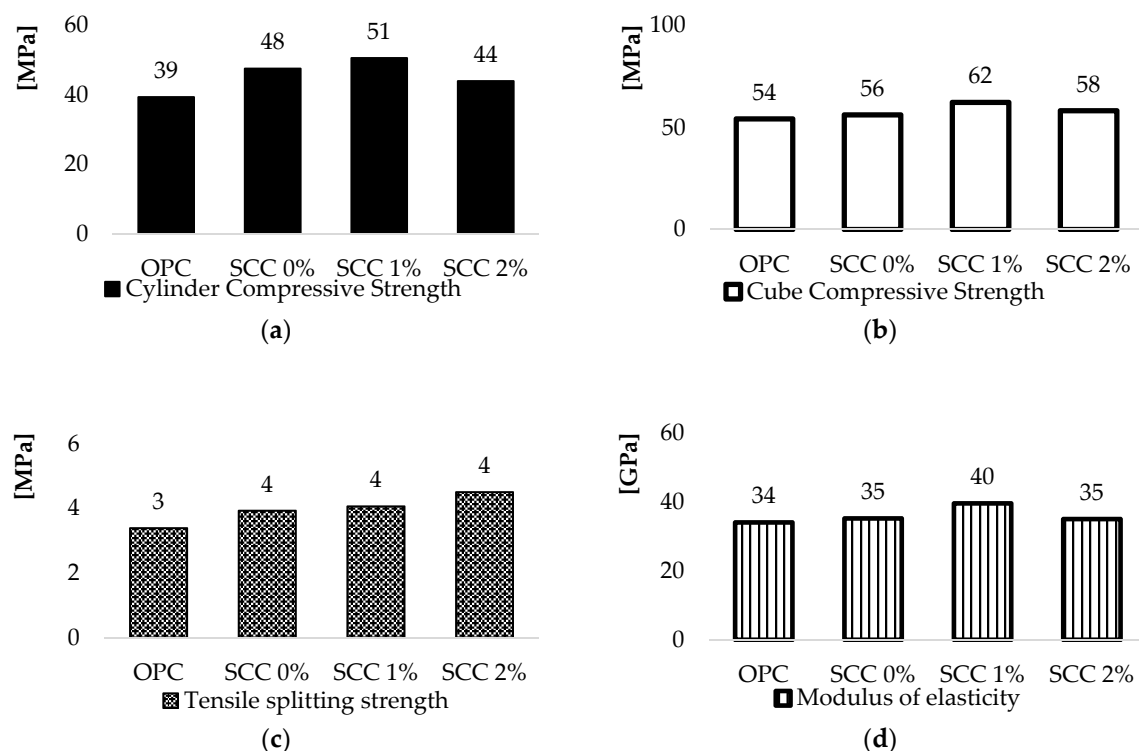 [MPa]
60
40
20
0
39
48
51
44
OPC SCC 0% SCC 1% SCC 2%
Cylinder Compressive Strength
(a)
[MPa]
100
50
0
54
56
62
58
OPC SCC 0% SCC 1% SCC 2%
Cube Compressive Strength
(b)
[MPa]
6
4
2
0
3
4
4
4
OPC SCC 0% SCC 1% SCC 2%
Tensile splitting strength
(c)
[GPa]
60
40
20
0
34
35
40
35
OPC SCC 0% SCC 1% SCC 2%
Modulus of elasticity
(d)